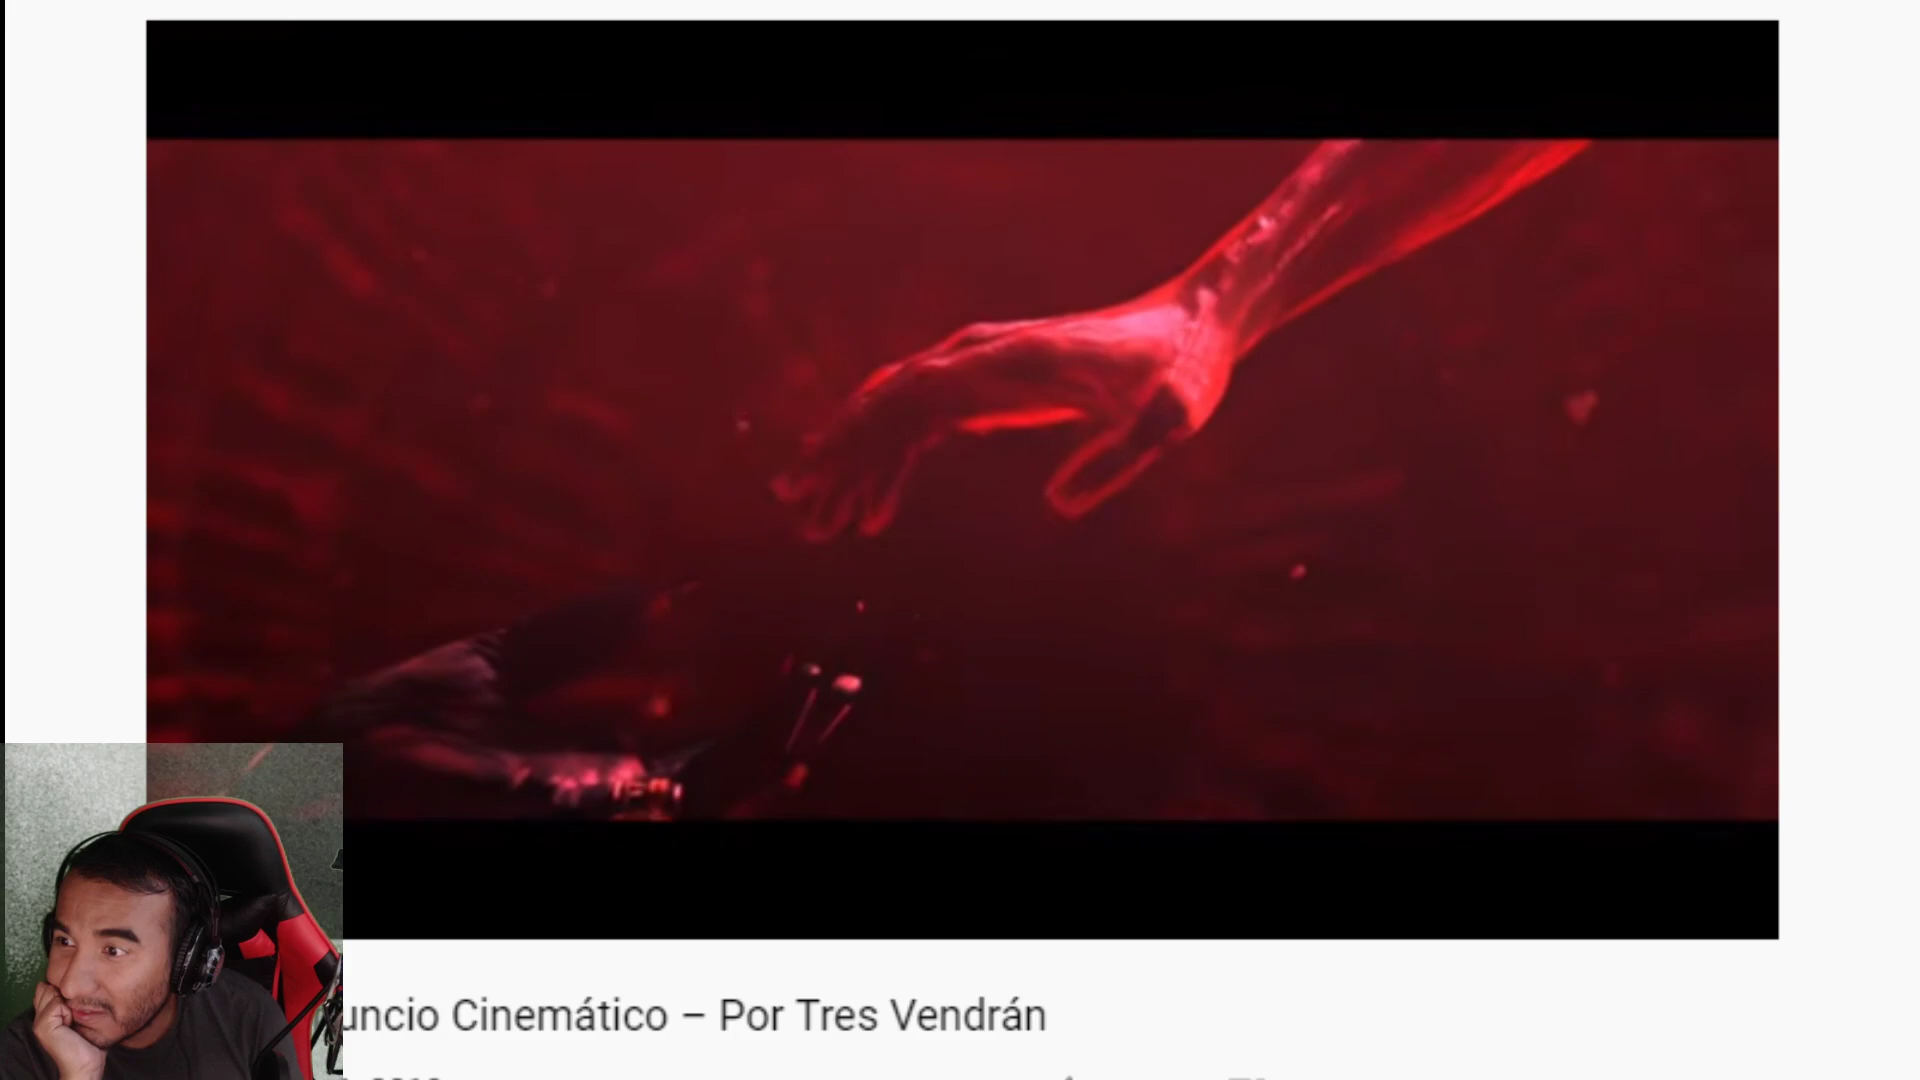 uncio Cinemático – Por Tres Vendrán